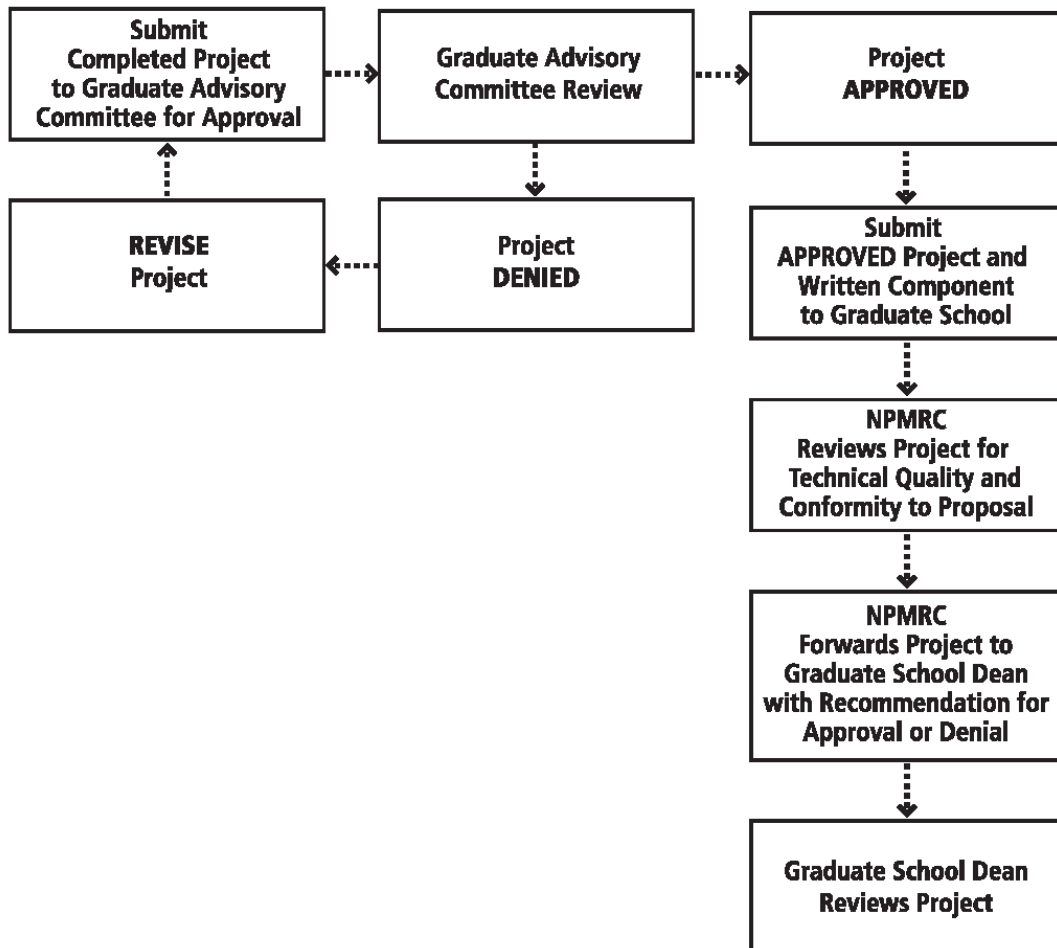 Submit
Completed Project
to Graduate Advisory
Committee for Approval
Graduate Advisory
Committee Review
Project
APPROVED
REVISE
Project
Project
DENIED
Submit
APPROVED Project and
Written Component
to Graduate School
NPMRC
Reviews Project for
Technical Quality and
Conformity to Proposal
NPMRC
Forwards Project to
Graduate School Dean
with Recommendation for
Approval or Denial
Graduate School Dean
Reviews Project